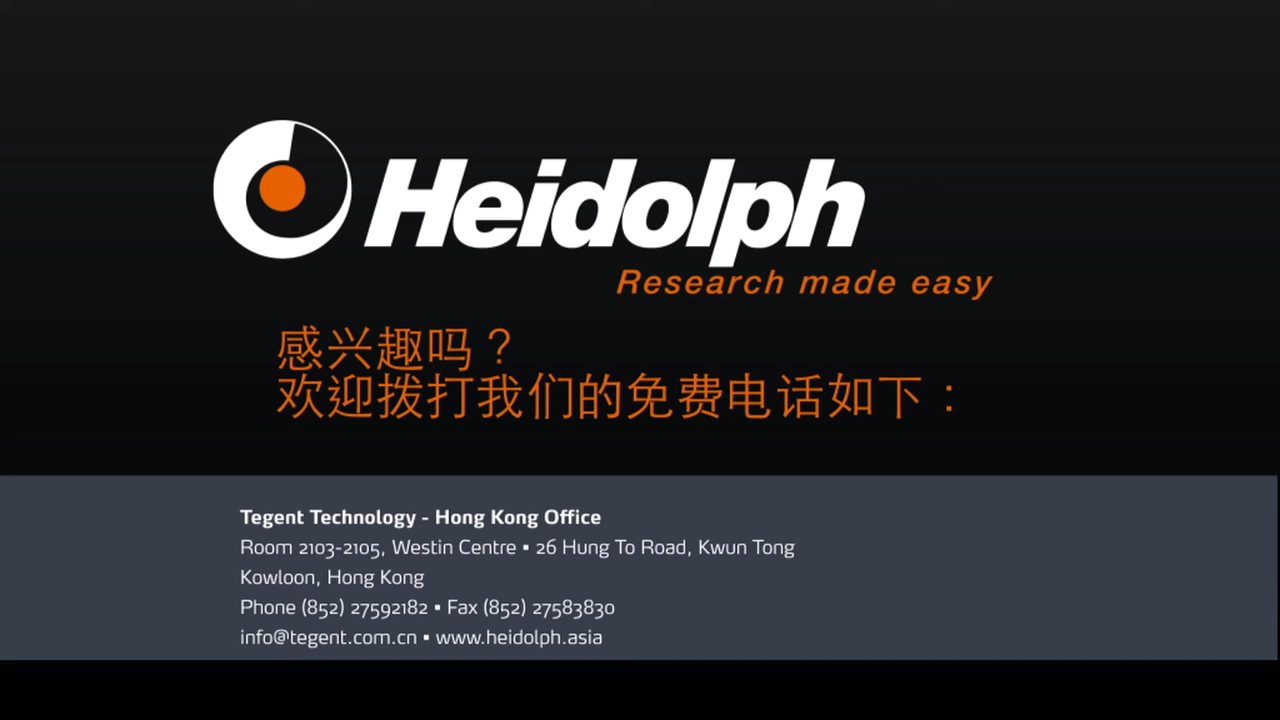 Heidolph
Research made easy
感兴趣吗？
欢迎拨打我们的免费电话如下：
Tegent Technology - Hong Kong Office
Room 2103-2105, Westin Centre ▪ 26 Hung To Road, Kwun Tong
Kowloon, Hong Kong
Phone (852) 27592182 ▪ Fax (852) 27583830
info@tegent.com.cn ▪ www.heidolph.asia